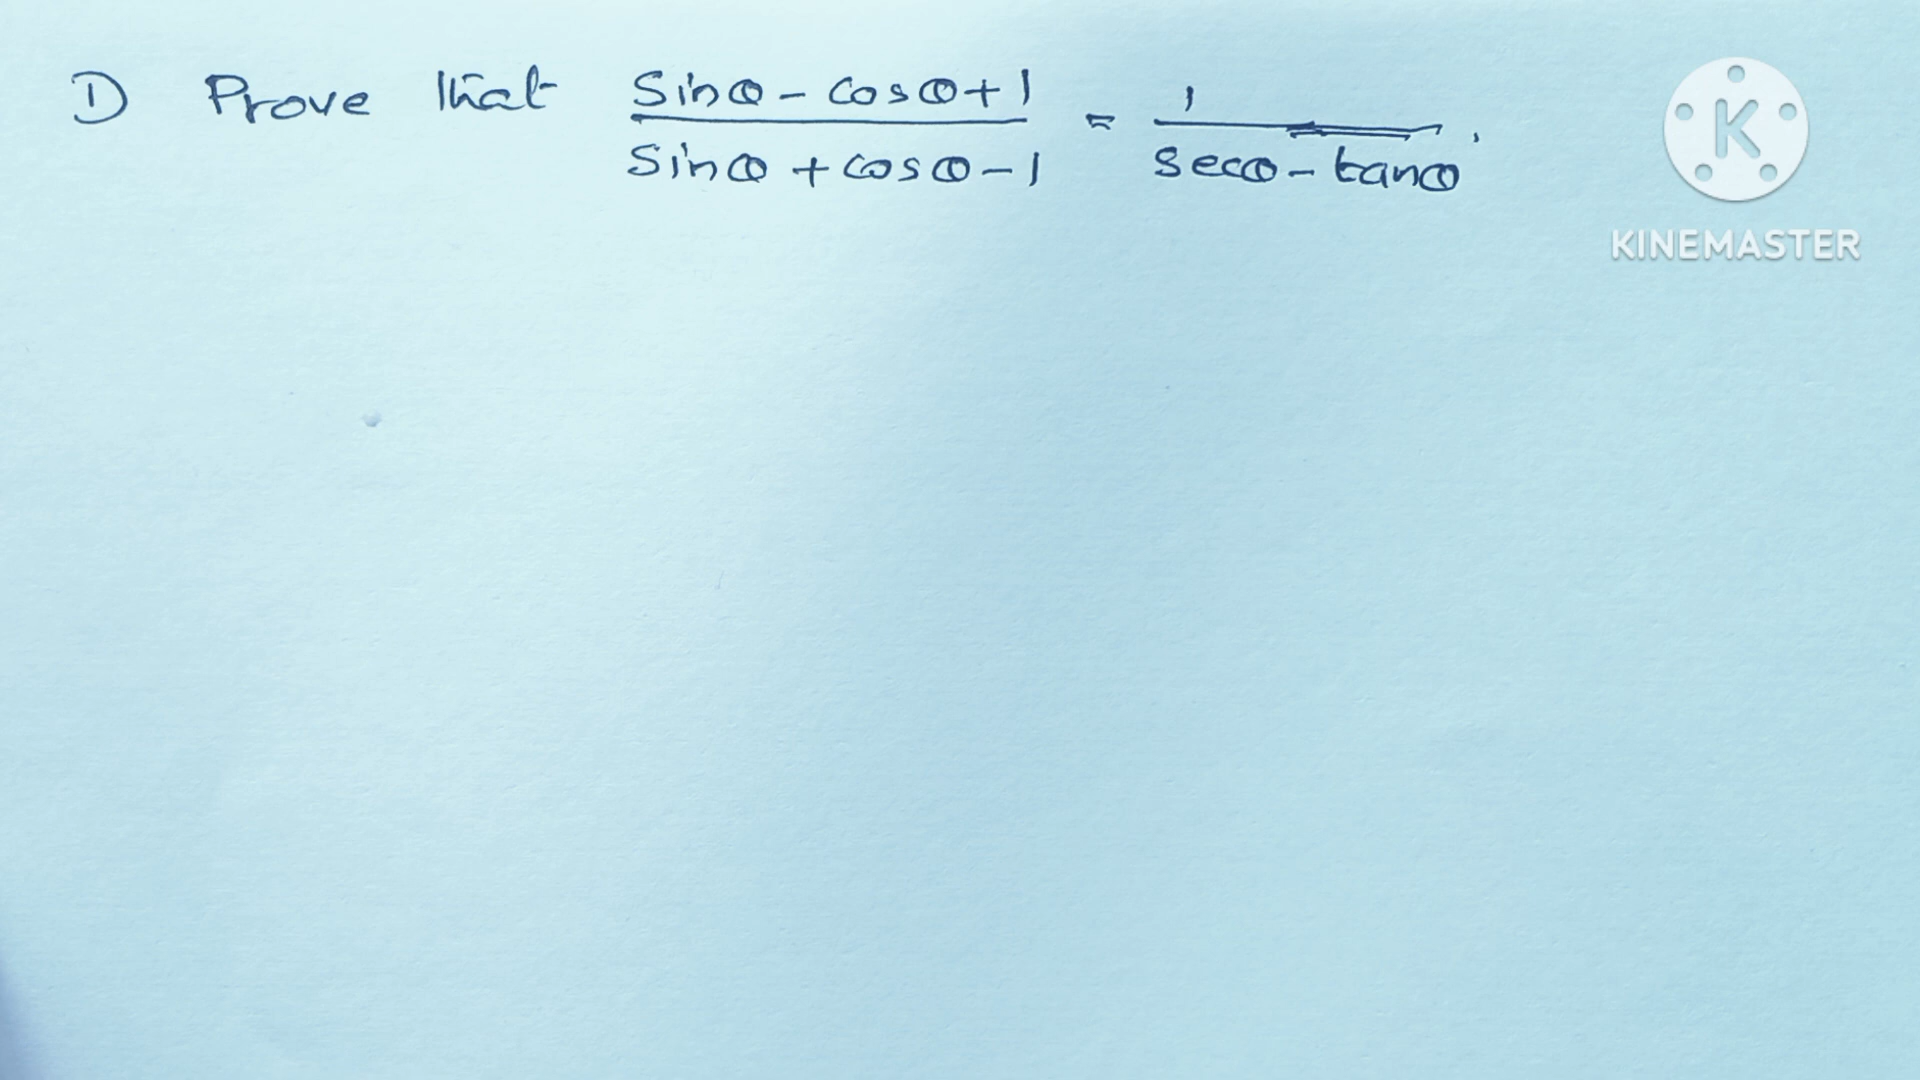 1) Prove that (sinθ - cosθ + 1)/(sinθ + cosθ - 1) = 1/(secθ - tanθ).
K
KINEMASTER